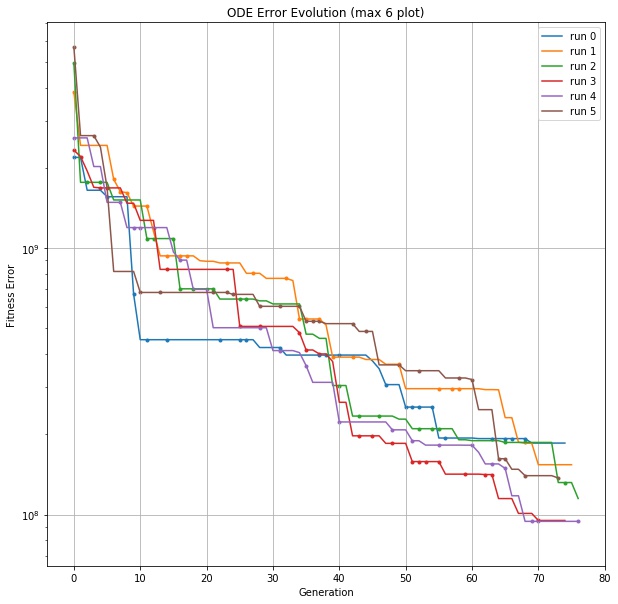 ODE Error Evolution (max 6 plot)
run 0
run 1
run 2
run 3
run 4
run 5
Fitness Error
10⁹
10⁸
0 10 20 30 40 50 60 70 80
Generation